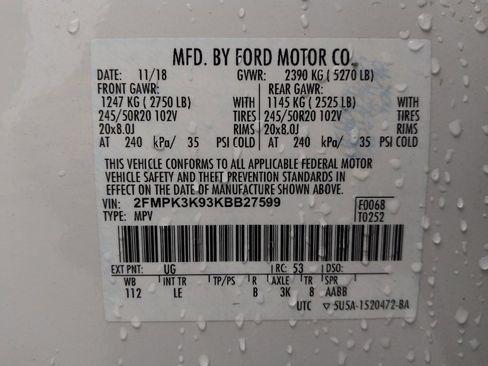 MFD. BY FORD MOTOR CO.
DATE: 11/18 GVWR: 2390 KG ( 5270 LB)
FRONT GAWR: REAR GAWR:
1247 KG ( 2750 LB) WITH 1145 KG ( 2525 LB) WITH
245/50R20 102V TIRES 245/50R20 102V TIRES
20x8.0J RIMS 20x8.0J RIMS
AT 240 kPa/ 35 PSI COLD AT 240 kPa/ 35 PSI COLD
THIS VEHICLE CONFORMS TO ALL APPLICABLE FEDERAL MOTOR
VEHICLE SAFETY AND THEFT PREVENTION STANDARDS IN
EFFECT ON THE DATE OF MANUFACTURE SHOWN ABOVE.
VIN: 2FMPK3K93KBB27599 F0068
TYPE: MPV T0252
EXT PNT: UG RC: 53
WB INT TR TP/PS R AXLE TR SPR
112 LE B 3K 8 AABB
UTC 5U5A-1520472-BA